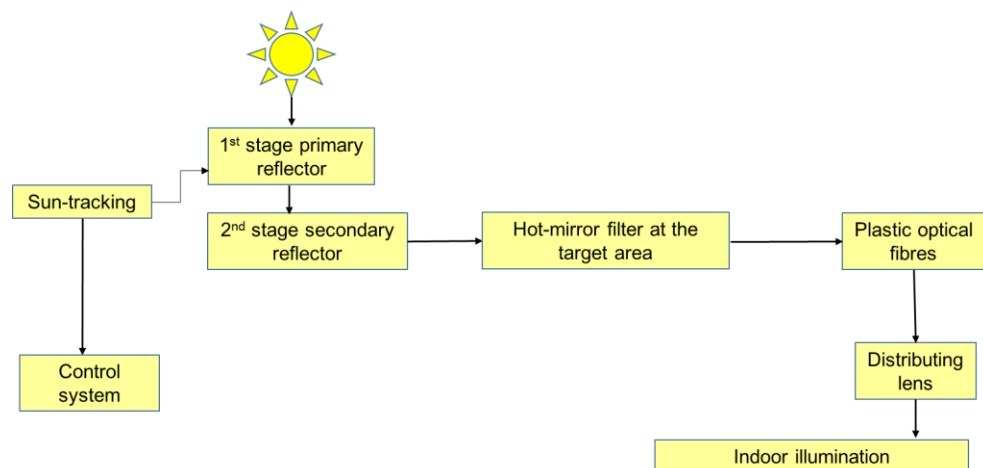 1st stage primary
reflector
Sun-tracking
2nd stage secondary
reflector
Hot-mirror filter at the
target area
Plastic optical
fibres
Control
system
Distributing
lens
Indoor illumination